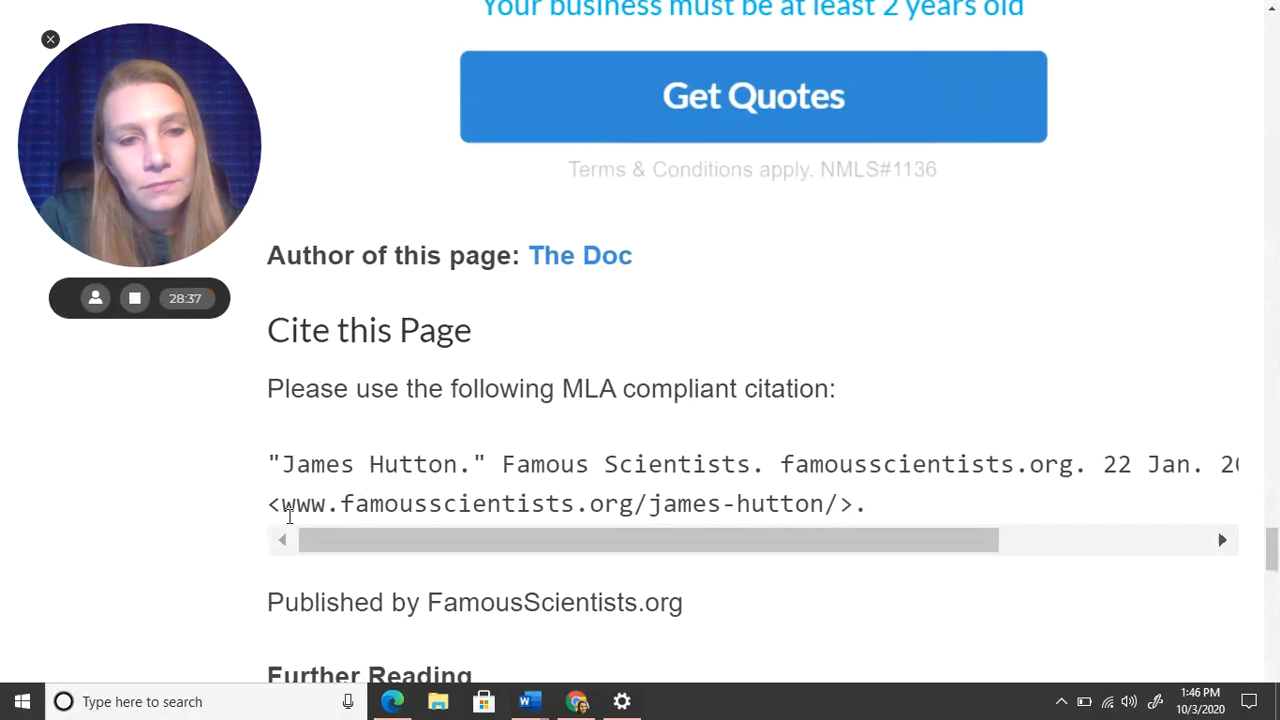 Your business must be at least 2 years old
Get Quotes
Terms & Conditions apply. NMLS#1136
28:37
Author of this page: The Doc
Cite this Page
Please use the following MLA compliant citation:
"James Hutton." Famous Scientists. famousscientists.org. 22 Jan.
<www.famousscientists.org/james-hutton/>.
Published by FamousScientists.org
Further Reading
Type here to search
1:46 PM
10/3/2020